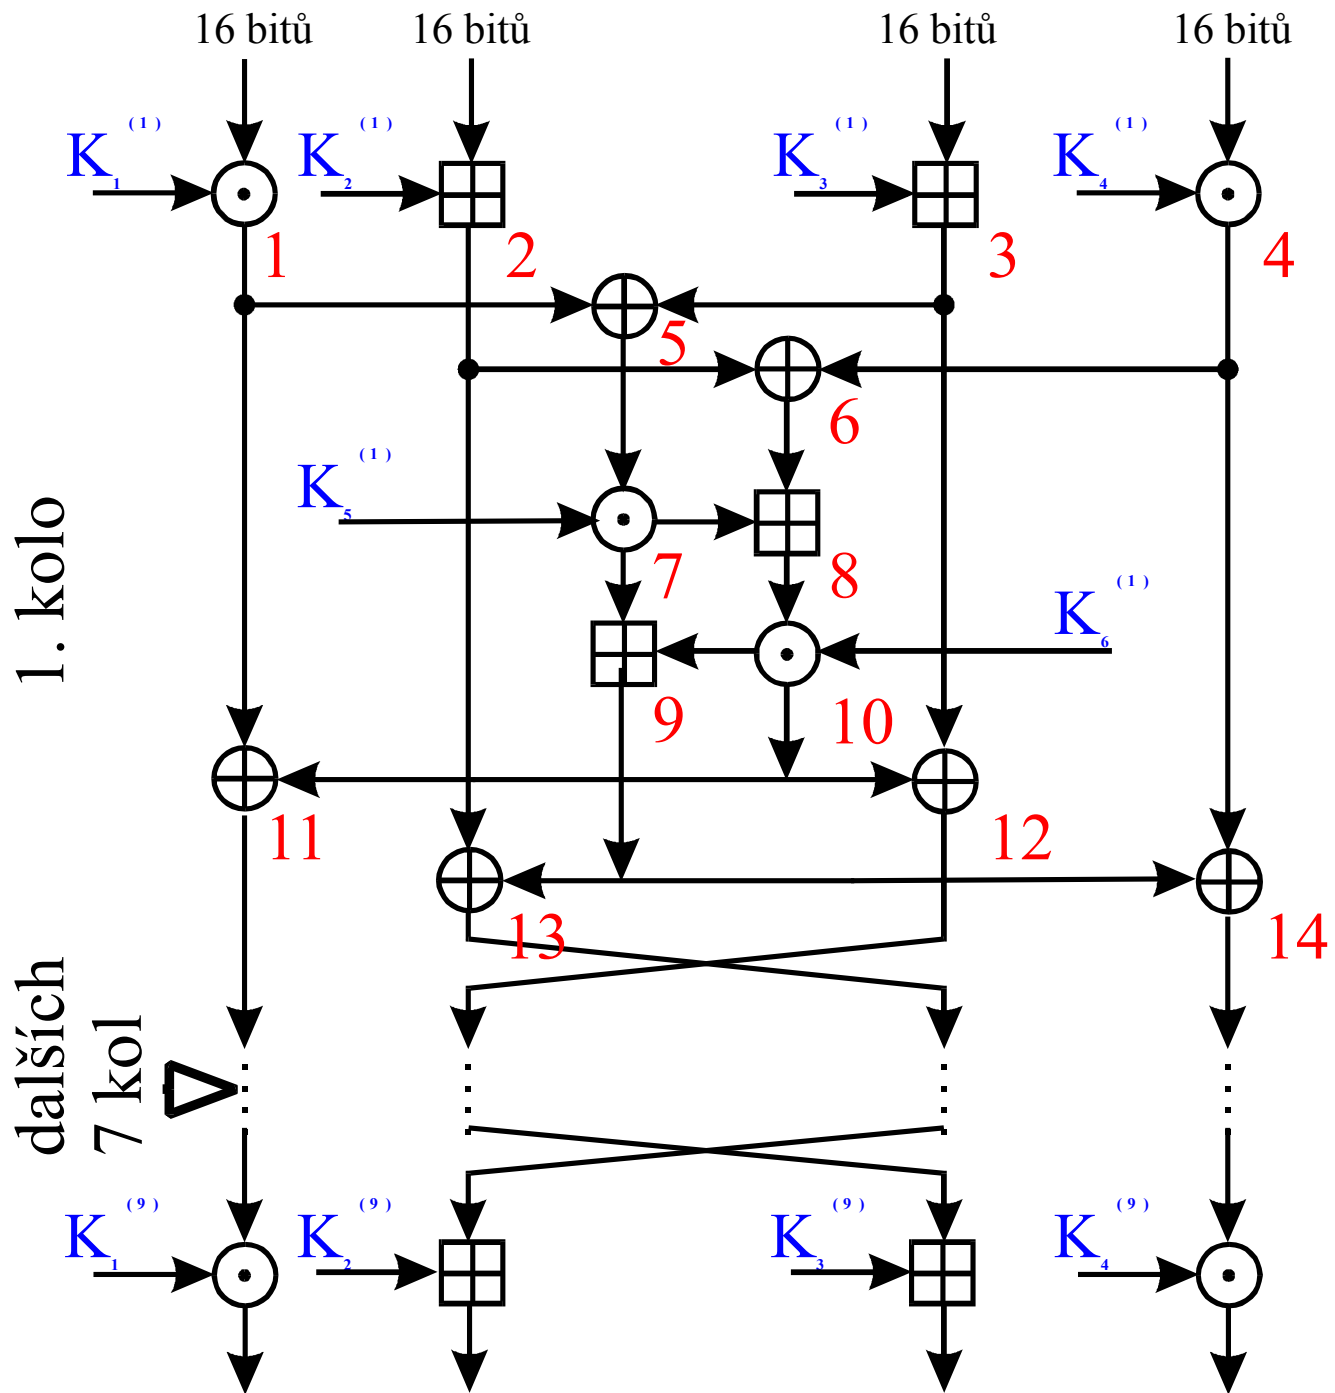 16 bitů 16 bitů 16 bitů 16 bitů
K₁⁽¹⁾ K₂⁽¹⁾ K₃⁽¹⁾ K₄⁽¹⁾
1 2 3 4
5
6
K₅⁽¹⁾
7 8
K₆⁽¹⁾
9 10
11 12
13 14
1. kolo
dalších
7 kol
K₁⁽⁹⁾ K₂⁽⁹⁾ K₃⁽⁹⁾ K₄⁽⁹⁾